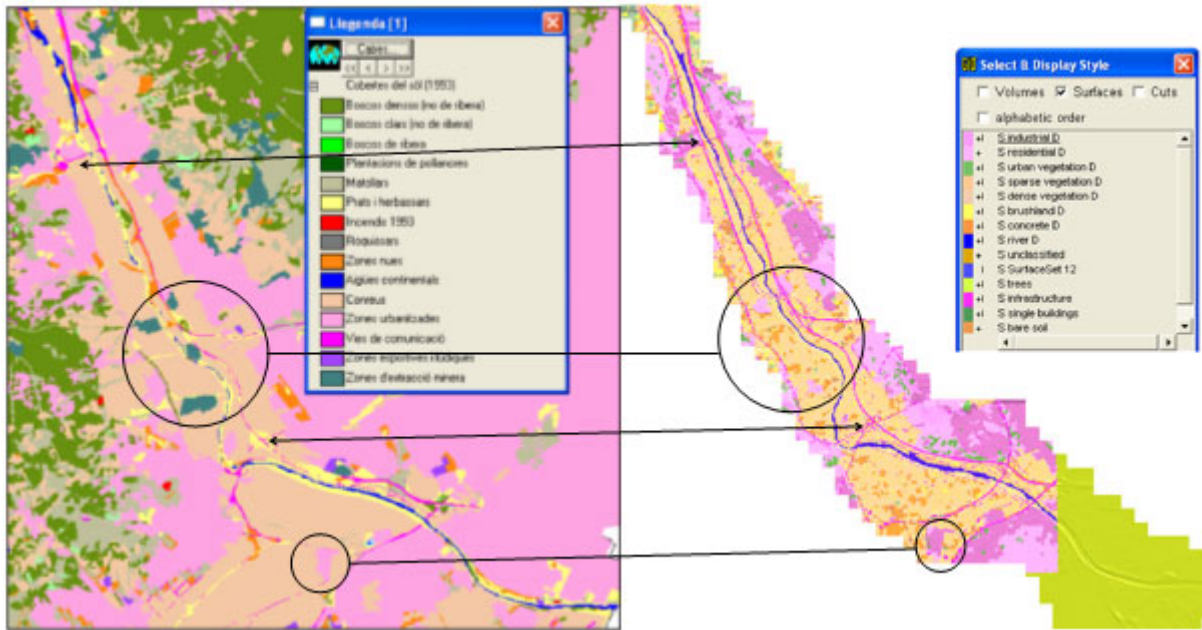 Llegenda [1]
Capes...
<< < > >>
Cobertes del sòl (1993)
Boscos densos (no de ribera)
Boscos clars (no de ribera)
Boscos de ribera
Plantacions de pollancres
Matollars
Prats i herbassars
Incendis 1993
Roquissars
Zones nues
Aigües continentals
Conreus
Zones urbanitzades
Vies de comunicació
Zones esportives i lúdiques
Zones d'extracció minera
Select & Display Style
Volumes Surfaces Cuts
alphabetic order
+I S industrial D
+ S residential D
+I S urban vegetation D
+I S sparse vegetation D
+I S dense vegetation D
+I S brushland D
+I S concrete D
+I S river D
+ S unclassified
I S SurfaceSet 12
+I S trees
+I S infrastructure
+I S single buildings
+ S bare soil